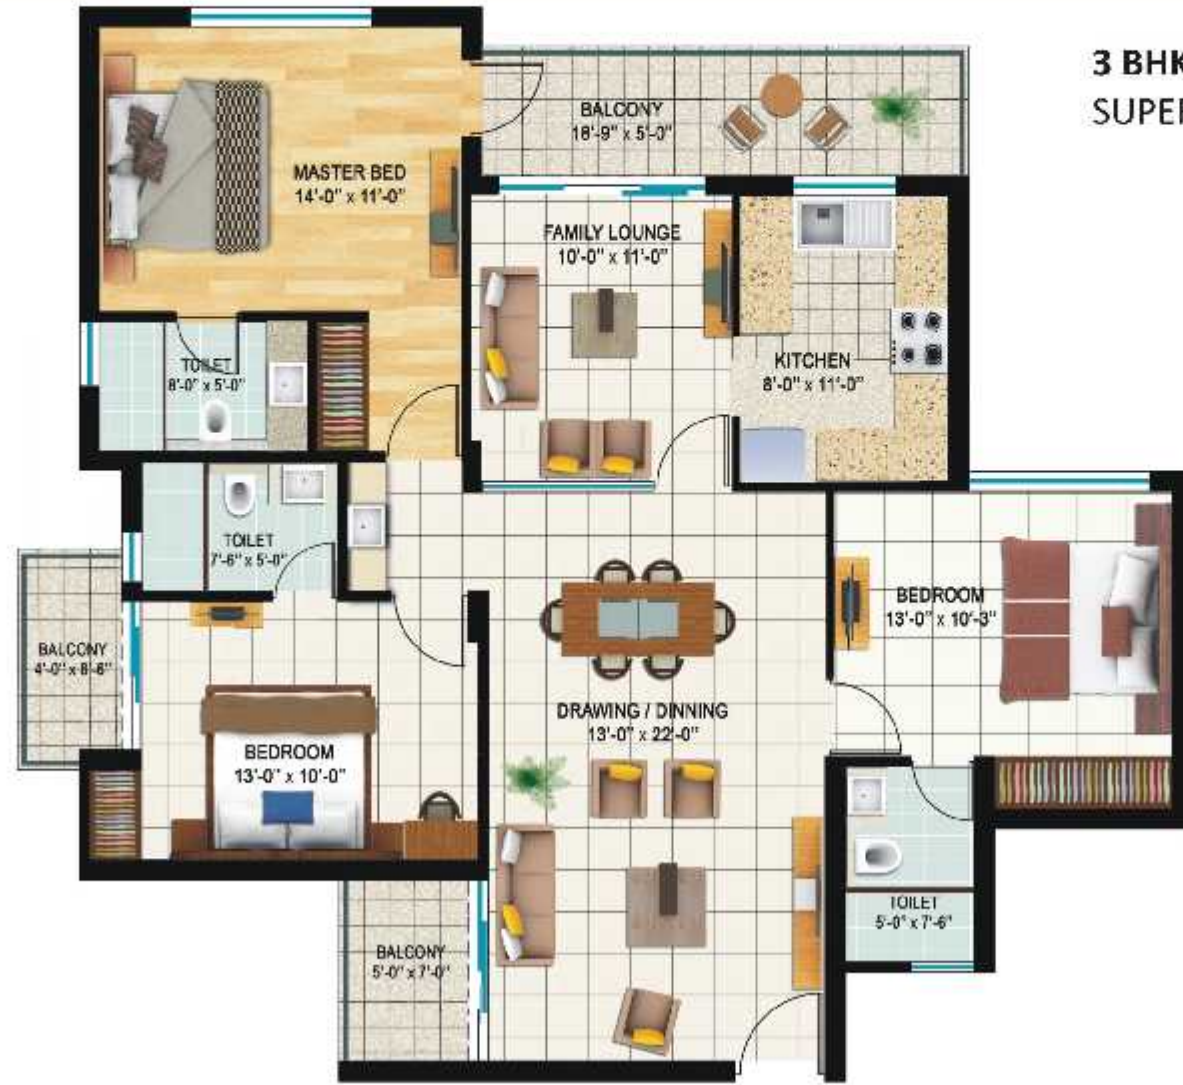 3 BHK
SUPER
BALCONY
18'-9" x 5'-0"
MASTER BED
14'-0" x 11'-0"
FAMILY LOUNGE
10'-0" x 11'-0"
KITCHEN
8'-0" x 11'-0"
TOILET
8'-0" x 5'-0"
TOILET
7'-6" x 5'-0"
BEDROOM
13'-0" x 10'-3"
BALCONY
4'-0" x 8'-6"
DRAWING / DINNING
13'-0" x 22'-0"
BEDROOM
13'-0" x 10'-0"
TOILET
5'-0" x 7'-6"
BALCONY
5'-0" x 7'-0"